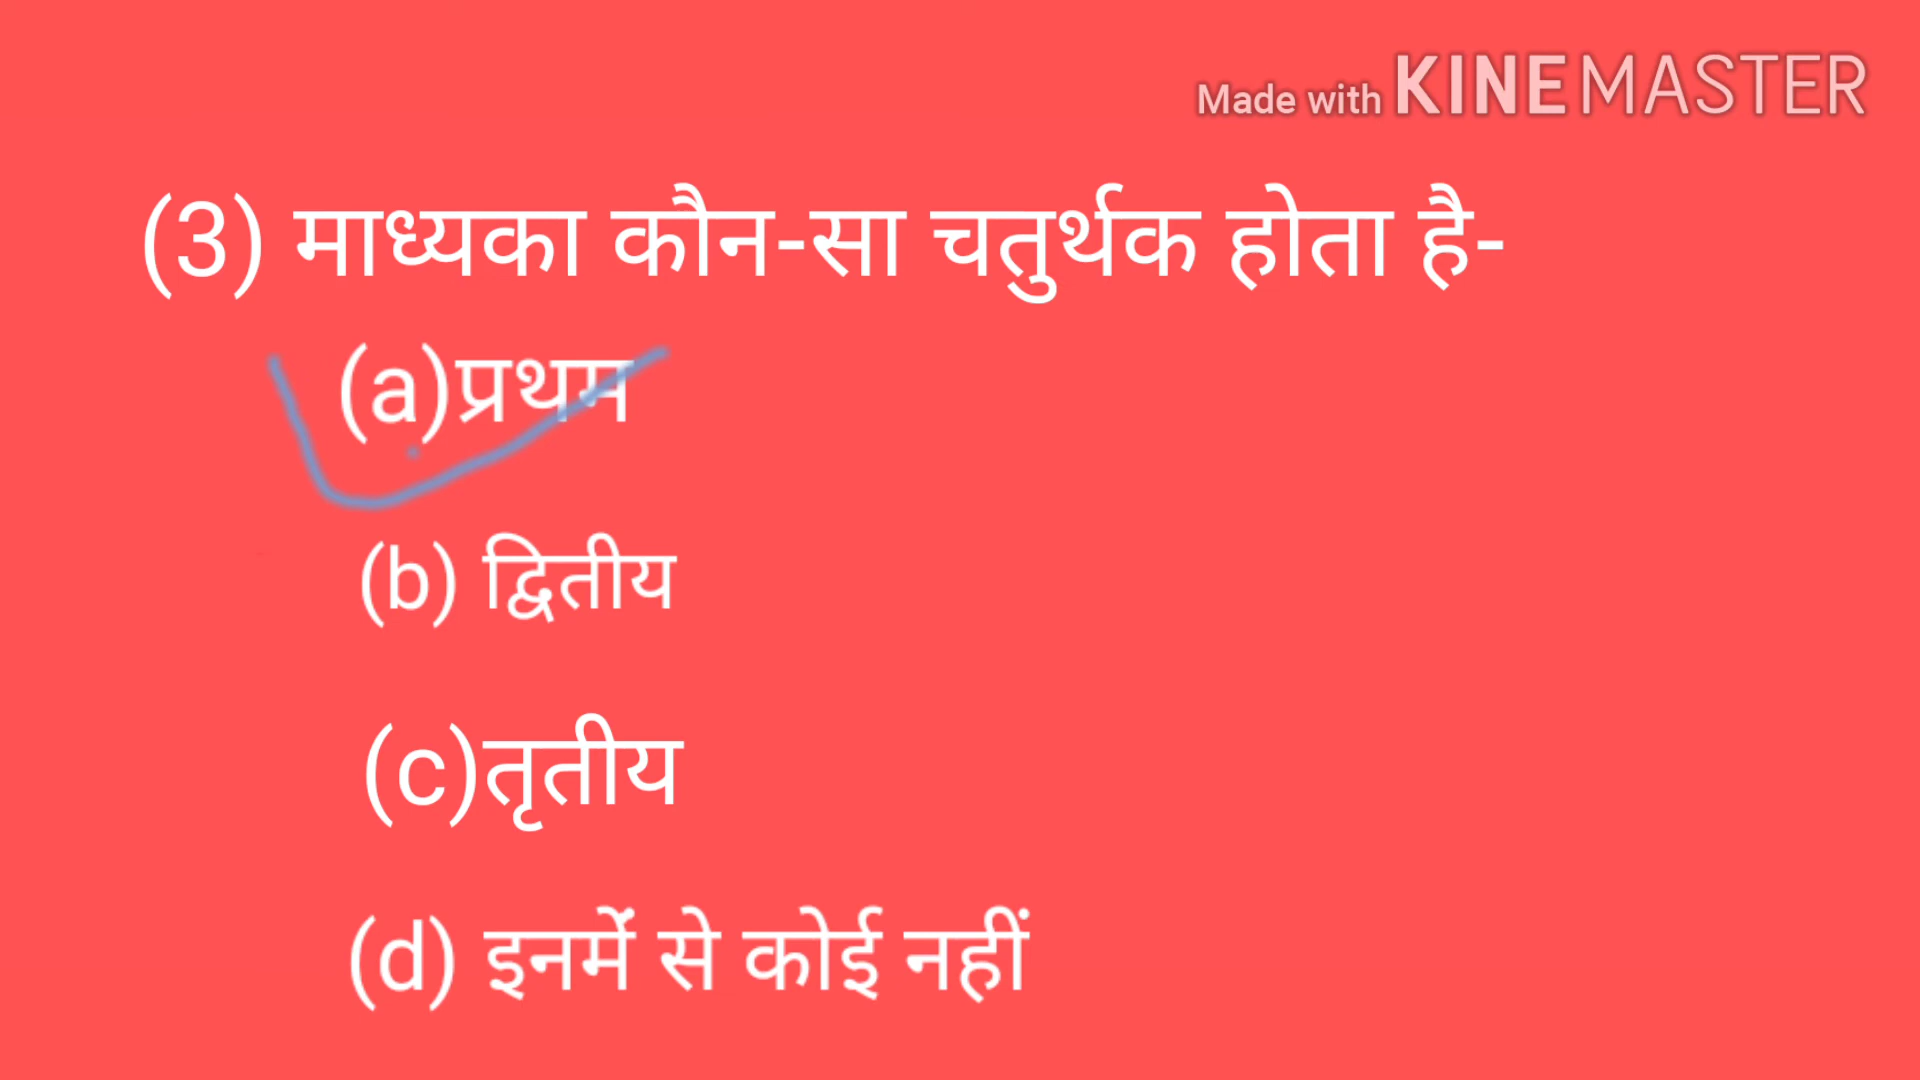 Made with KINEMASTER
(3) माध्यका कौन-सा चतुर्थक होता है-
(a)प्रथम
(b) द्वितीय
(c)तृतीय
(d) इनमें से कोई नहीं